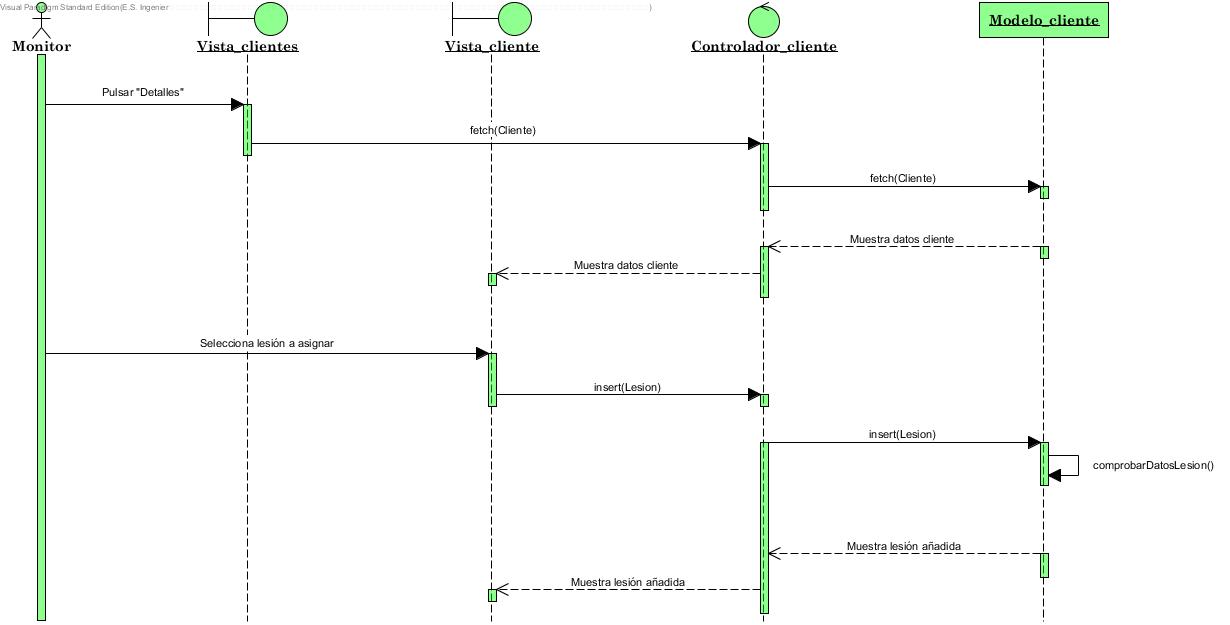 Visual Paradigm Standard Edition(E.S. Ingenier
)
Monitor
Vista_clientes
Vista_cliente
Controlador_cliente
Modelo_cliente
Pulsar "Detalles"
fetch(Cliente)
fetch(Cliente)
Muestra datos cliente
Muestra datos cliente
Selecciona lesión a asignar
insert(Lesion)
insert(Lesion)
comprobarDatosLesion()
Muestra lesión añadida
Muestra lesión añadida